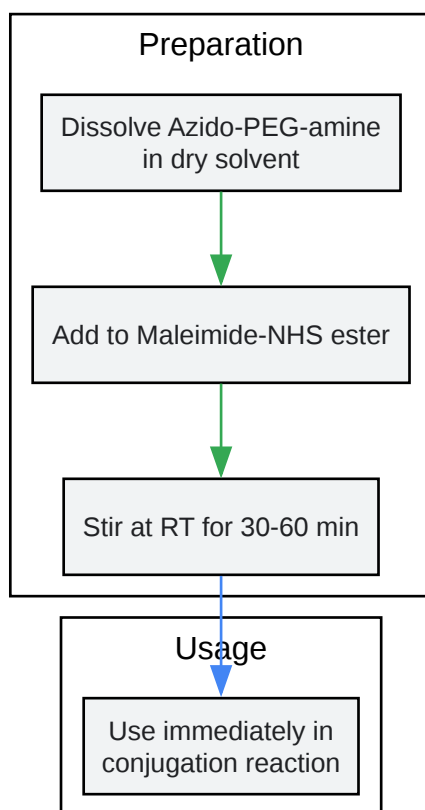 Preparation
Dissolve Azido-PEG-amine
in dry solvent
Add to Maleimide-NHS ester
Stir at RT for 30-60 min
Usage
Use immediately in
conjugation reaction